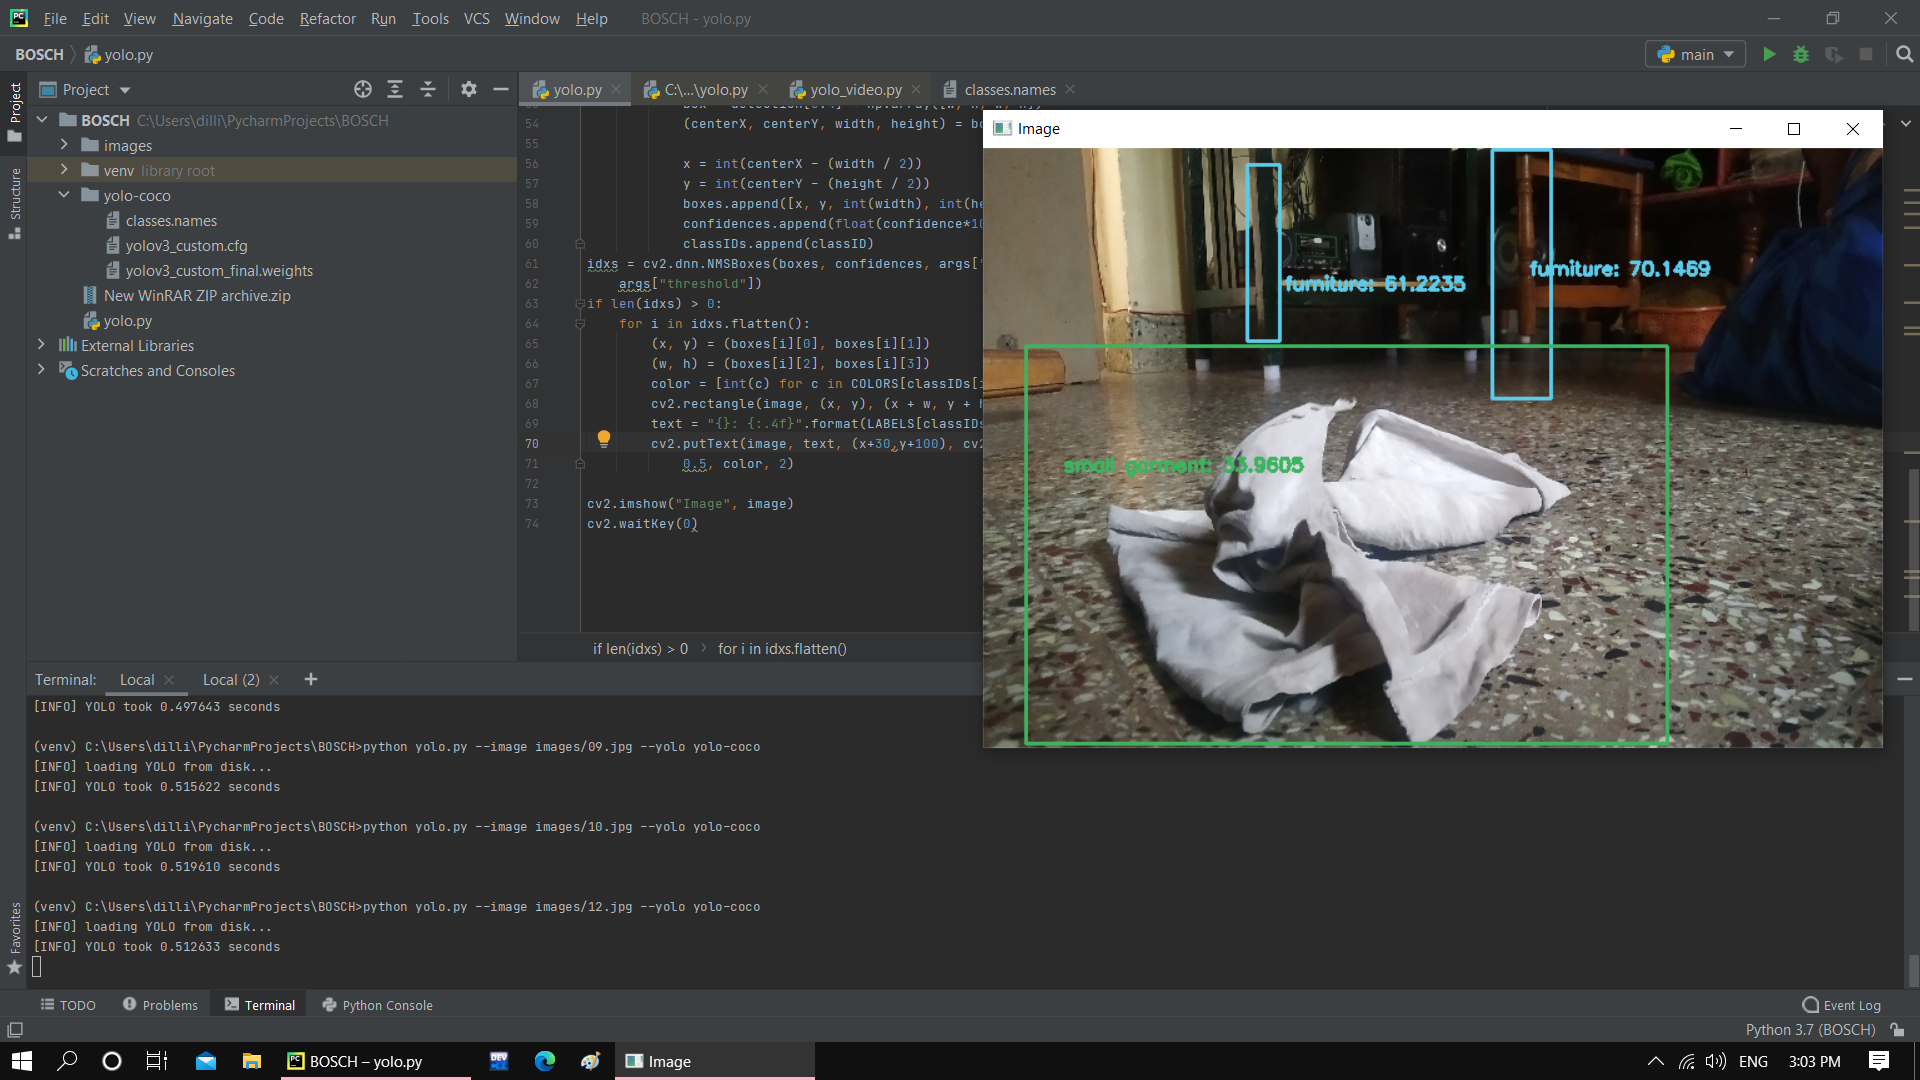 File Edit View Navigate Code Refactor Run Tools VCS Window Help BOSCH - yolo.py
BOSCH yolo.py
main
Project
yolo.py
C:\...\yolo.py
yolo_video.py
classes.names
Project
Structure
Favorites
BOSCH C:\Users\dilli\PycharmProjects\BOSCH
images
venv library root
yolo-coco
classes.names
yolov3_custom.cfg
yolov3_custom_final.weights
New WinRAR ZIP archive.zip
yolo.py
External Libraries
Scratches and Consoles
54 (centerX, centerY, width, height) = bo
55
56 x = int(centerX - (width / 2))
57 y = int(centerY - (height / 2))
58 boxes.append([x, y, int(width), int(he
59 confidences.append(float(confidence*10
60 classIDs.append(classID)
61 idxs = cv2.dnn.NMSBoxes(boxes, confidences, args["
62 args["threshold"])
63 if len(idxs) > 0:
64 for i in idxs.flatten():
65 (x, y) = (boxes[i][0], boxes[i][1])
66 (w, h) = (boxes[i][2], boxes[i][3])
67 color = [int(c) for c in COLORS[classIDs[i
68 cv2.rectangle(image, (x, y), (x + w, y + h
69 text = "{}: {:.4f}".format(LABELS[classIDs
70 cv2.putText(image, text, (x+30,y+100), cv2
71 0.5, color, 2)
72
73 cv2.imshow("Image", image)
74 cv2.waitKey(0)
if len(idxs) > 0 for i in idxs.flatten()
Image
furniture: 61.2235
furniture: 70.1469
small garment: 33.9605
Terminal: Local Local (2)
[INFO] YOLO took 0.497643 seconds
(venv) C:\Users\dilli\PycharmProjects\BOSCH>python yolo.py --image images/09.jpg --yolo yolo-coco
[INFO] loading YOLO from disk...
[INFO] YOLO took 0.515622 seconds
(venv) C:\Users\dilli\PycharmProjects\BOSCH>python yolo.py --image images/10.jpg --yolo yolo-coco
[INFO] loading YOLO from disk...
[INFO] YOLO took 0.519610 seconds
(venv) C:\Users\dilli\PycharmProjects\BOSCH>python yolo.py --image images/12.jpg --yolo yolo-coco
[INFO] loading YOLO from disk...
[INFO] YOLO took 0.512633 seconds
TODO Problems Terminal Python Console Event Log
Python 3.7 (BOSCH)
BOSCH – yolo.py Image ENG 3:03 PM